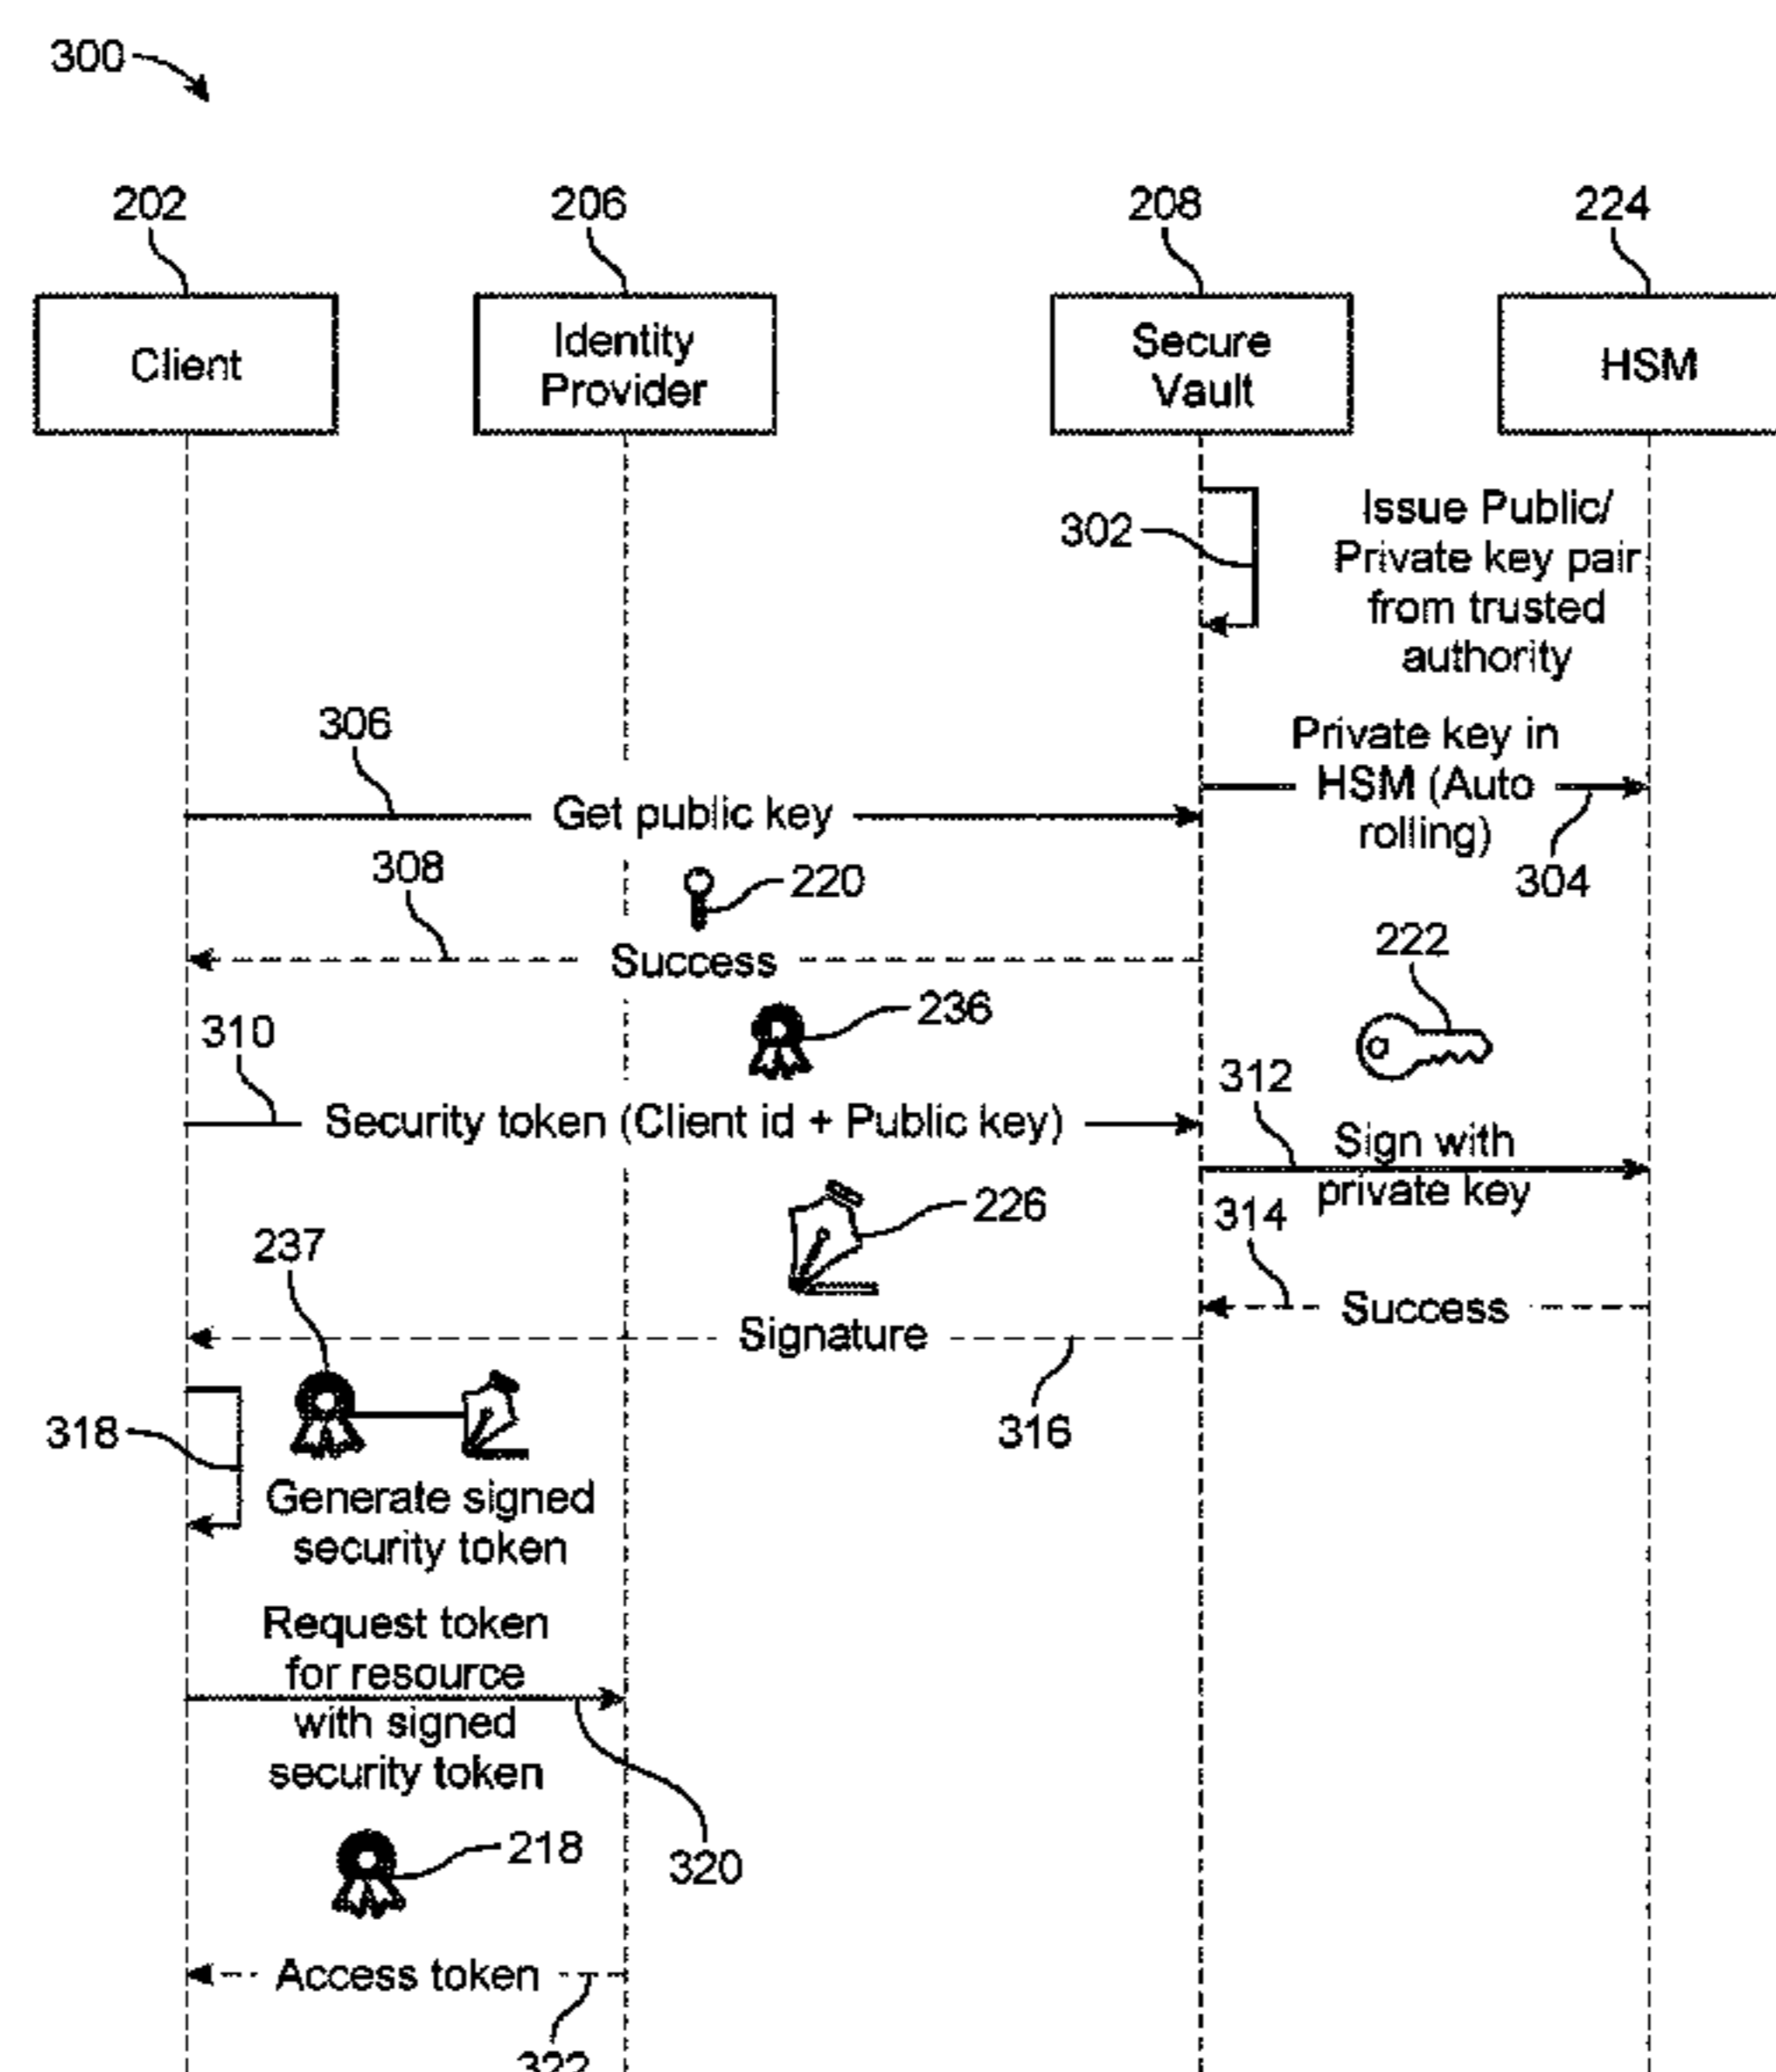 300
202
206
208
224
Client
Identity
Provider
Secure
Vault
HSM
302
Issue Public/
Private key pair
from trusted
authority
306
Private key in
HSM (Auto
rolling)
304
Get public key
308
220
Success
222
236
310
312
Security token (Client id + Public key)
Sign with
private key
226
314
237
Success
Signature
316
318
Generate signed
security token
Request token
for resource
with signed
security token
320
218
Access token
322